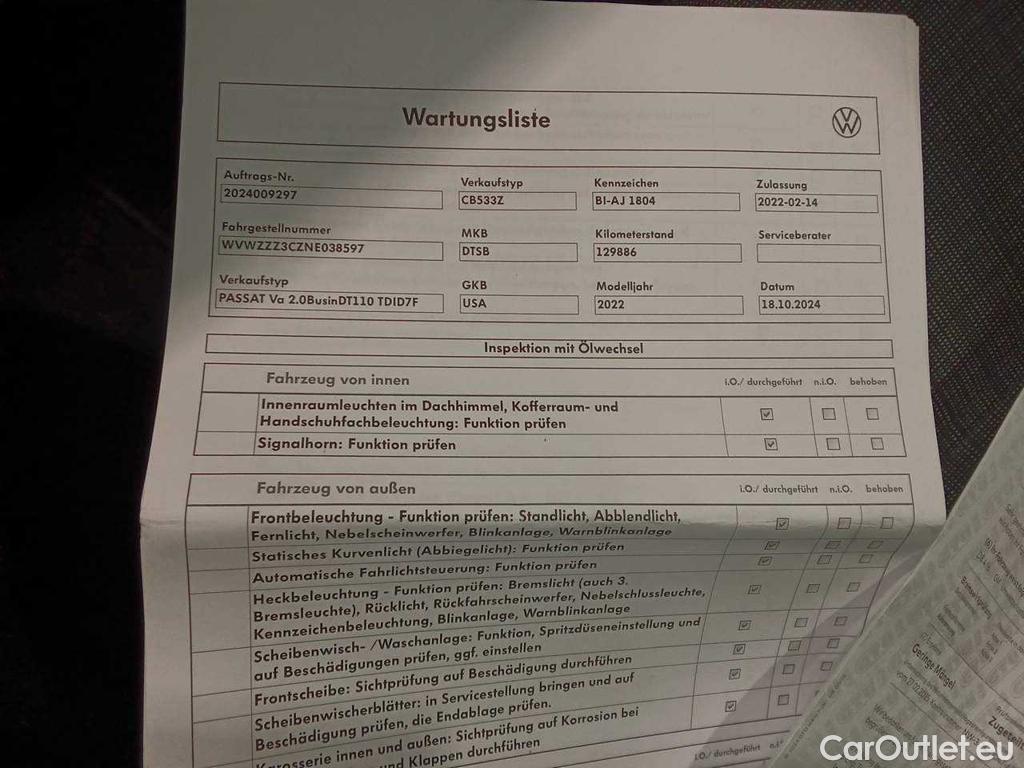 Wartungsliste
Auftrags-Nr.
2024009297
Verkaufstyp
CB533Z
Kennzeichen
BI-AJ 1804
Zulassung
2022-02-14
Fahrgestellnummer
WVWZZZ3CZNE038597
MKB
DTSB
Kilometerstand
129886
Serviceberater
Verkaufstyp
PASSAT Va 2.0BusinDT110 TDID7F
GKB
USA
Modelljahr
2022
Datum
18.10.2024
Inspektion mit Ölwechsel
Fahrzeug von innen i.O./ durchgeführt n.i.O. behoben
Innenraumleuchten im Dachhimmel, Kofferraum- und
Handschuhfachbeleuchtung: Funktion prüfen
Signalhorn: Funktion prüfen
Fahrzeug von außen i.O./ durchgeführt n.i.O. behoben
Frontbeleuchtung - Funktion prüfen: Standlicht, Abblendlicht,
Fernlicht, Nebelscheinwerfer, Blinkanlage, Warnblinkanlage
Statisches Kurvenlicht (Abbiegelicht): Funktion prüfen
Automatische Fahrlichtsteuerung: Funktion prüfen
Heckbeleuchtung - Funktion prüfen: Bremslicht (auch 3.
Bremsleuchte), Rücklicht, Rückfahrscheinwerfer, Nebelschlussleuchte,
Kennzeichenbeleuchtung, Blinkanlage, Warnblinkanlage
Scheibenwisch- /Waschanlage: Funktion, Spritzdüseneinstellung und
auf Beschädigungen prüfen, ggf. einstellen
Frontscheibe: Sichtprüfung auf Beschädigung durchführen
Scheibenwischerblätter: in Servicestellung bringen und auf
Beschädigung prüfen, die Endablage prüfen.
Karosserie innen und außen: Sichtprüfung auf Korrosion bei
und Klappen durchführen
i.O./ durchgeführt
Geringe Mängel
Zugeteil
CarOutlet.eu